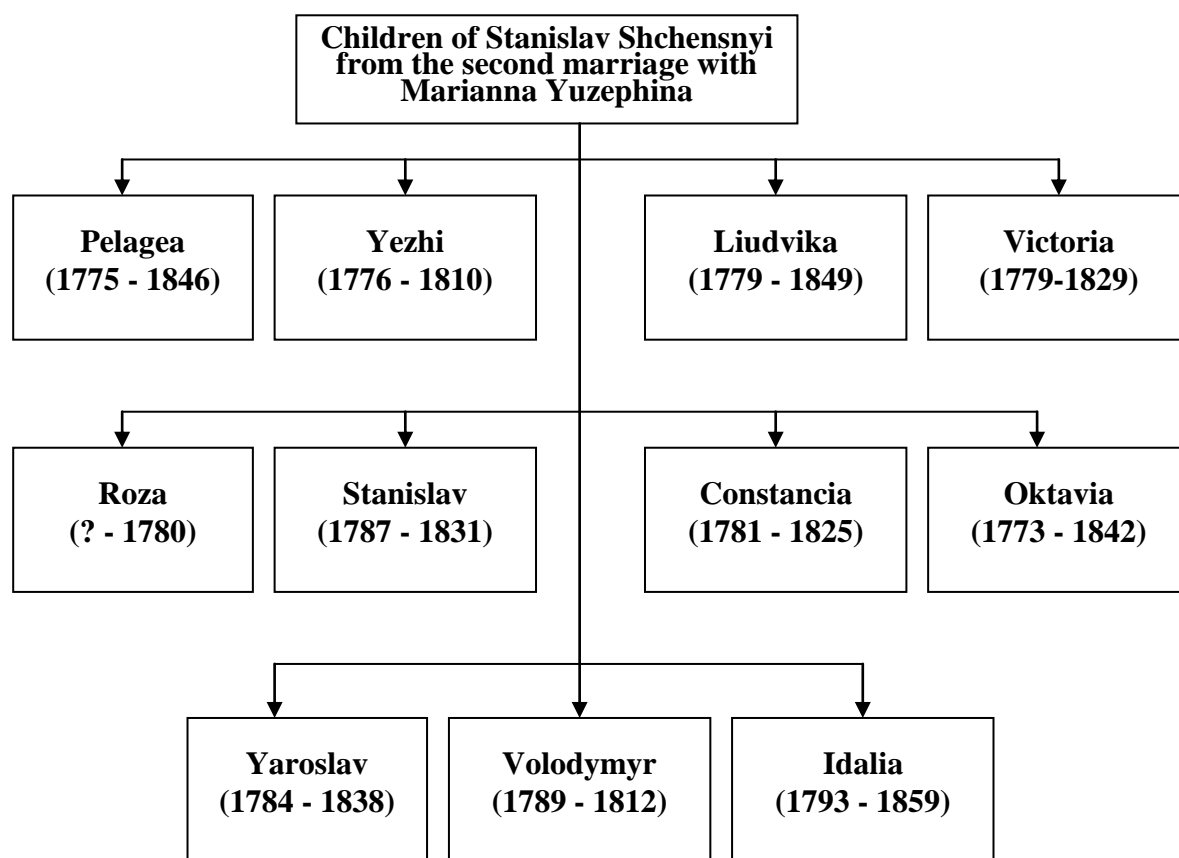 Children of Stanislav Shchensnyi
from the second marriage with
Marianna Yuzephina
Pelagea
(1775 - 1846)
Yezhi
(1776 - 1810)
Liudvika
(1779 - 1849)
Victoria
(1779-1829)
Roza
(? - 1780)
Stanislav
(1787 - 1831)
Constancia
(1781 - 1825)
Oktavia
(1773 - 1842)
Yaroslav
(1784 - 1838)
Volodymyr
(1789 - 1812)
Idalia
(1793 - 1859)